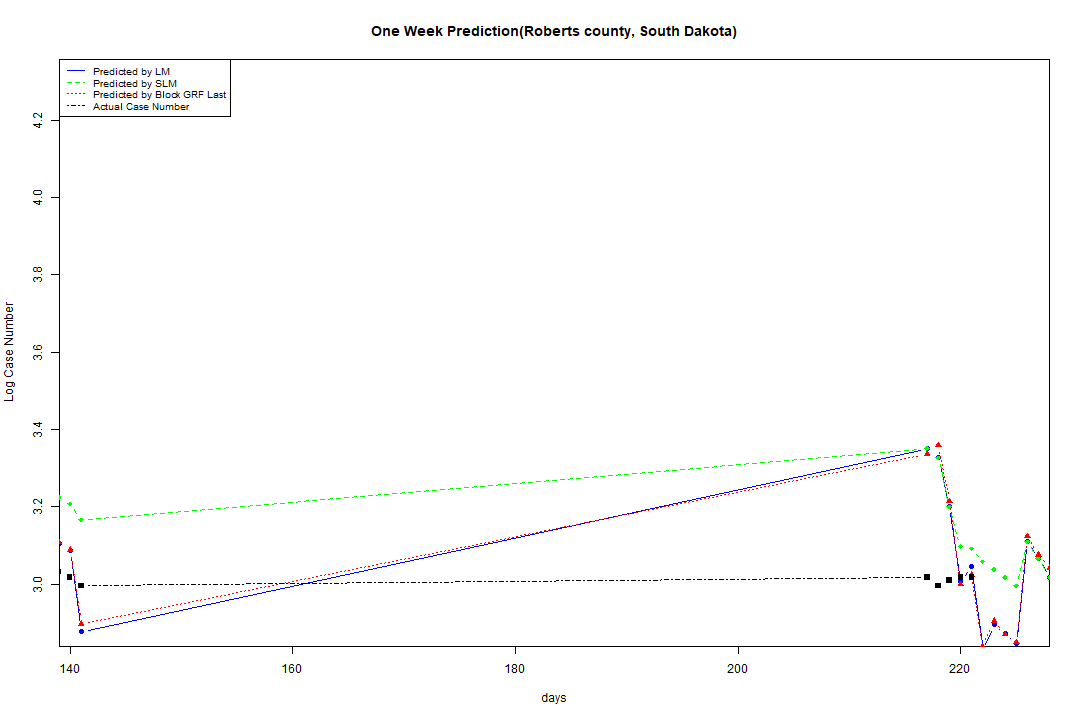 One Week Prediction(Roberts county, South Dakota)
Predicted by LM
Predicted by SLM
Predicted by Block GRF Last
Actual Case Number
4.2
4.0
3.8
3.6
3.4
3.2
3.0
Log Case Number
140 160 180 200 220
days